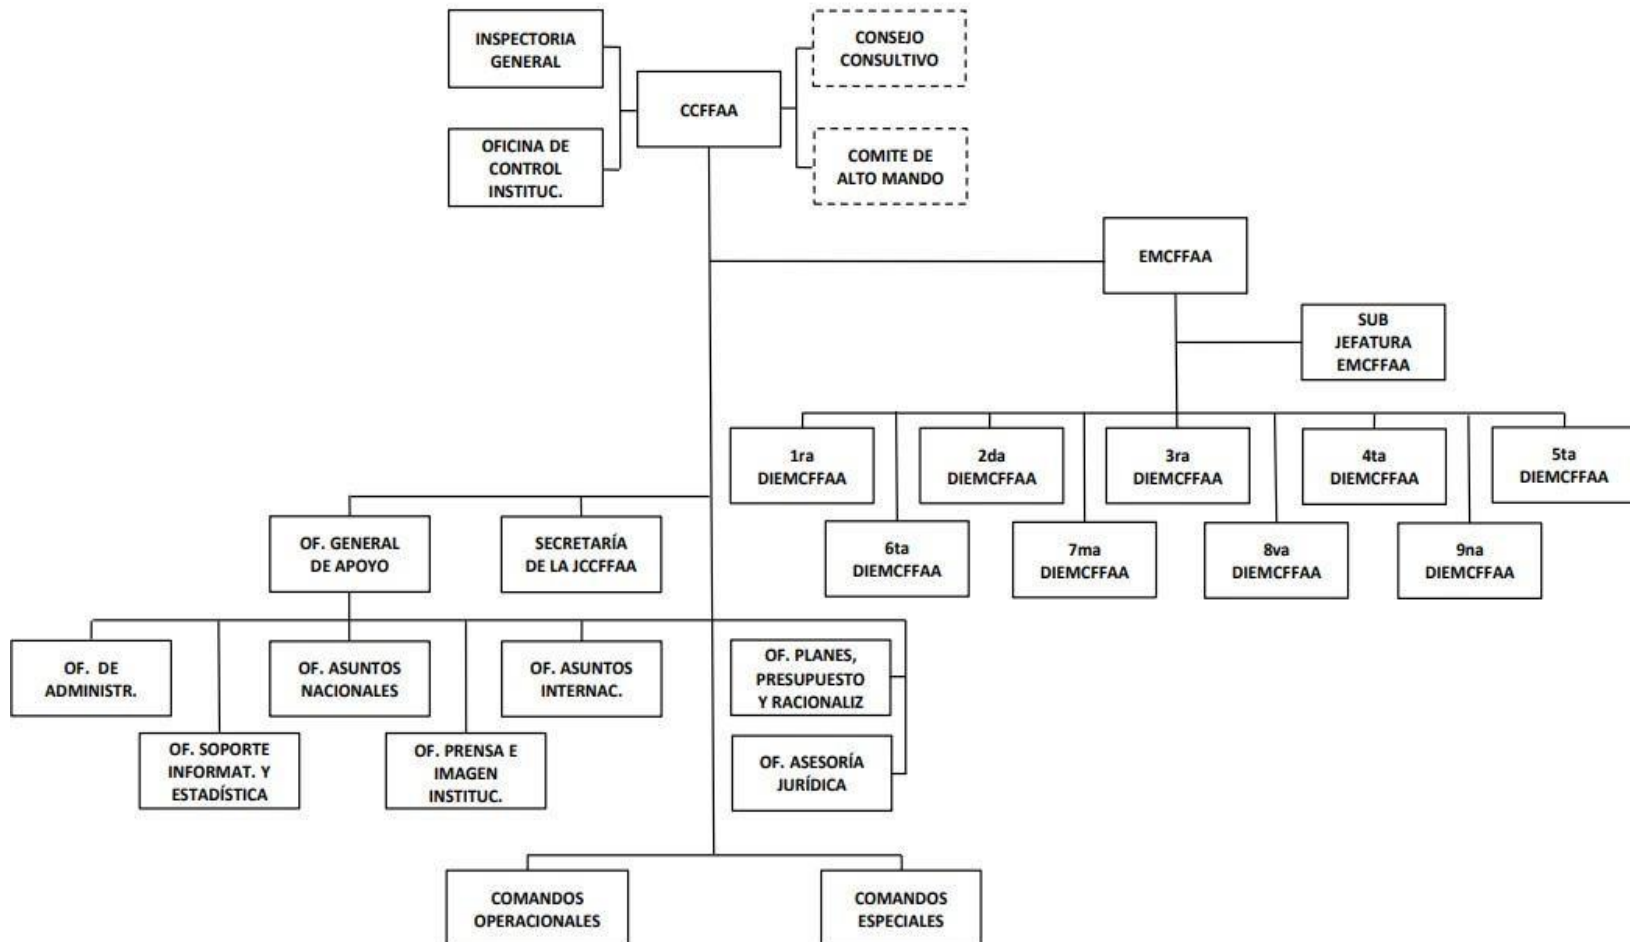 INSPECTORIA
GENERAL
CONSEJO
CONSULTIVO
CCFFAA
OFICINA DE
CONTROL
INSTITUC.
COMITE DE
ALTO MANDO
EMCFFAA
SUB
JEFATURA
EMCFFAA
1ra
DIEMCFFAA
2da
DIEMCFFAA
3ra
DIEMCFFAA
4ta
DIEMCFFAA
5ta
DIEMCFFAA
6ta
DIEMCFFAA
7ma
DIEMCFFAA
8va
DIEMCFFAA
9na
DIEMCFFAA
OF. GENERAL
DE APOYO
SECRETARÍA
DE LA JCCFFAA
OF. DE
ADMINISTR.
OF. ASUNTOS
NACIONALES
OF. ASUNTOS
INTERNAC.
OF. PLANES,
PRESUPUESTO
Y RACIONALIZ
OF. SOPORTE
INFORMAT. Y
ESTADÍSTICA
OF. PRENSA E
IMAGEN
INSTITUC.
OF. ASESORÍA
JURÍDICA
COMANDOS
OPERACIONALES
COMANDOS
ESPECIALES